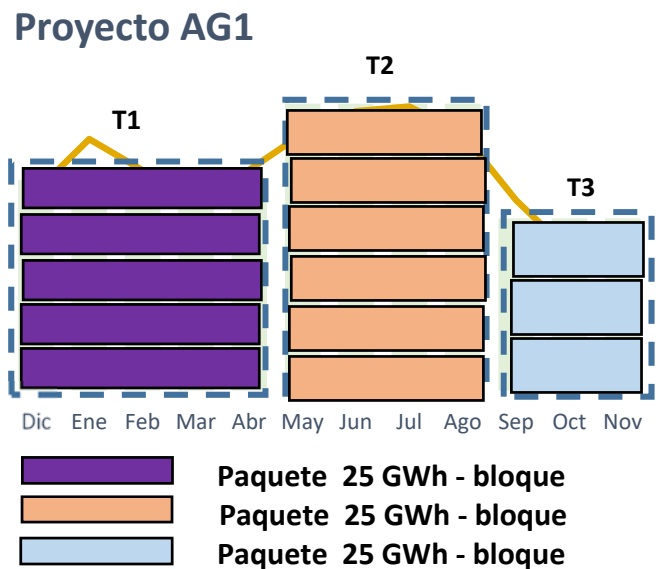 Proyecto AG1
T2
T1
T3
Dic Ene Feb Mar Abr May Jun Jul Ago Sep Oct Nov
Paquete 25 GWh - bloque
Paquete 25 GWh - bloque
Paquete 25 GWh - bloque